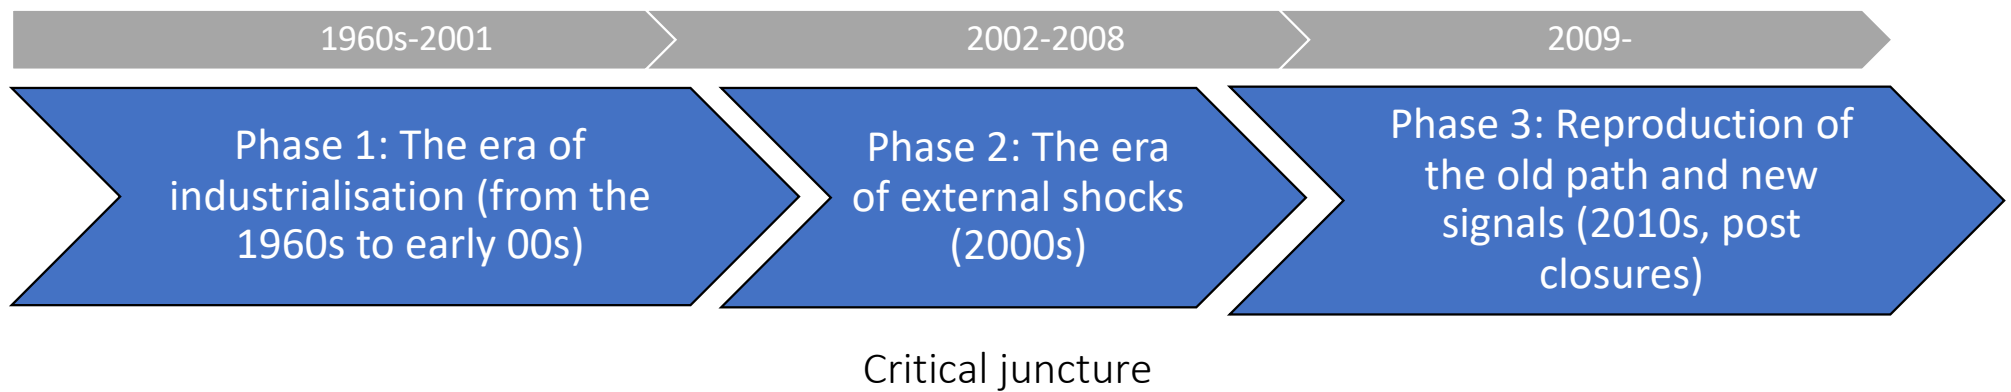 1960s-2001
2002-2008
2009-
Phase 1: The era of
industrialisation (from the
1960s to early 00s)
Phase 2: The era
of external shocks
(2000s)
Phase 3: Reproduction of
the old path and new
signals (2010s, post
closures)
Critical juncture